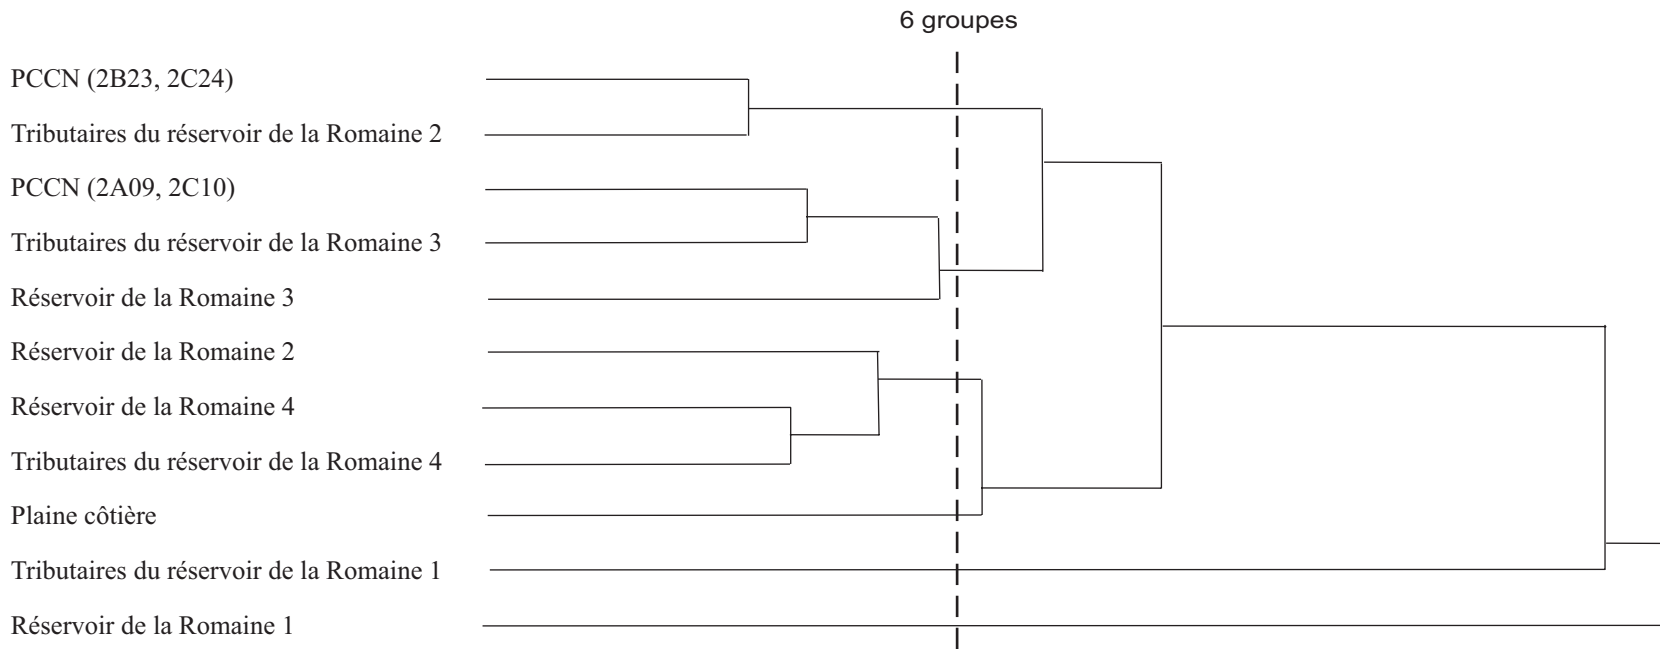 6 groupes
PCCN (2B23, 2C24)
Tributaires du réservoir de la Romaine 2
PCCN (2A09, 2C10)
Tributaires du réservoir de la Romaine 3
Réservoir de la Romaine 3
Réservoir de la Romaine 2
Réservoir de la Romaine 4
Tributaires du réservoir de la Romaine 4
Plaine côtière
Tributaires du réservoir de la Romaine 1
Réservoir de la Romaine 1